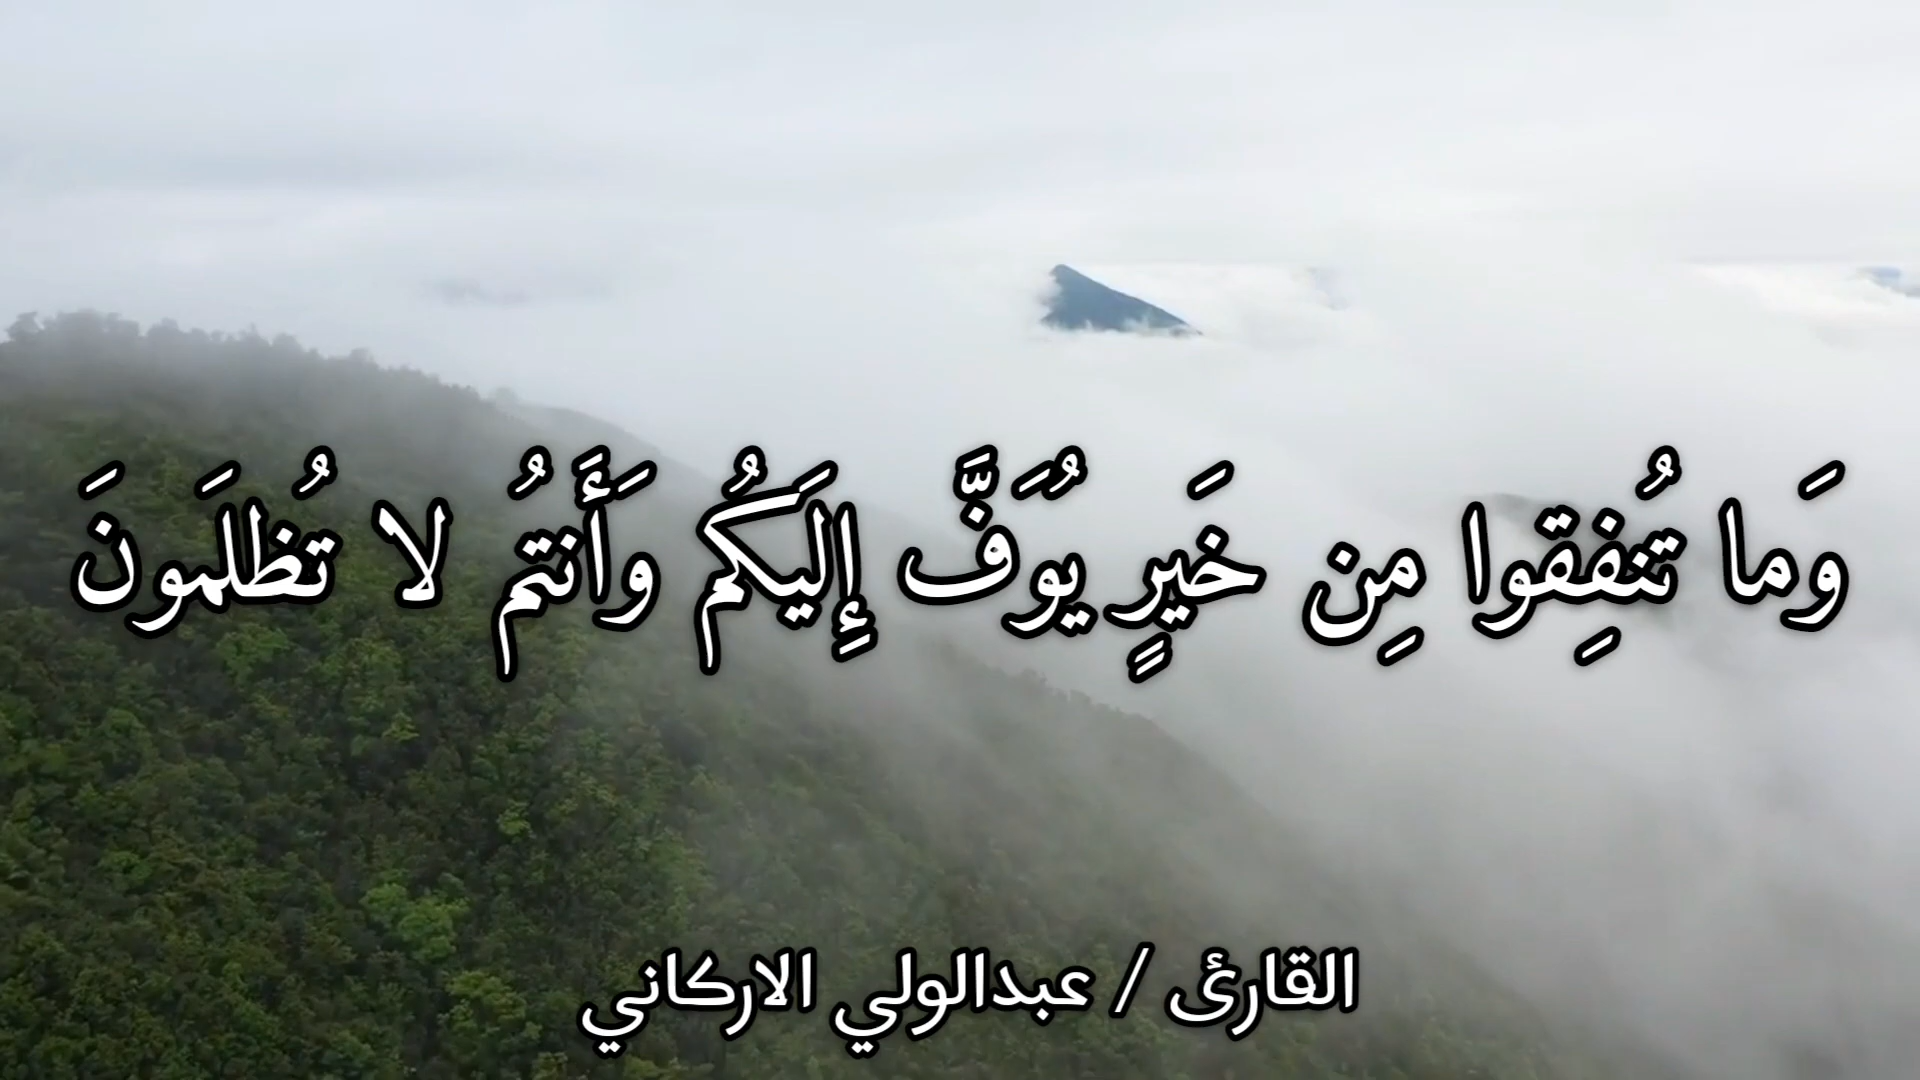 وَما تُنفِقوا مِن خَيرٍ يُوَفَّ إِلَيكُم وَأَنتُم لا تُظلَمونَ
القارئ / عبدالولي الاركاني